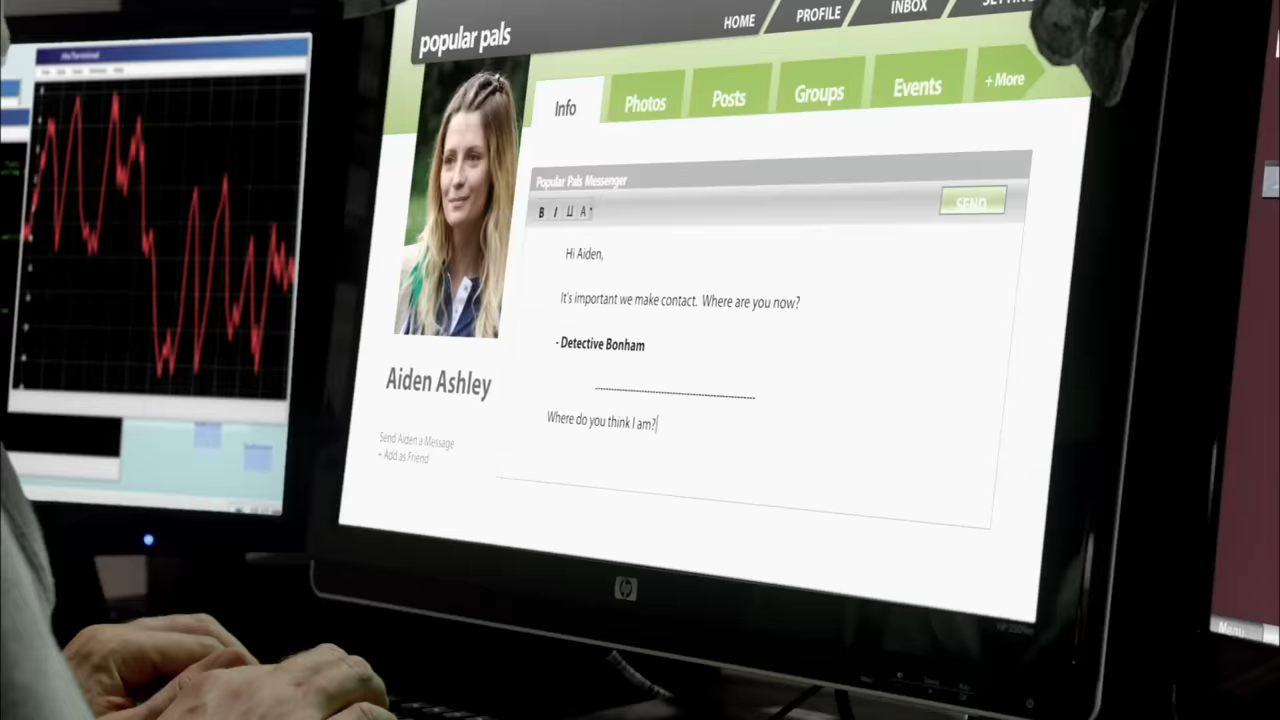 popular pals
HOME
PROFILE
INBOX
Info
Photos
Posts
Groups
Events
+ More
Popular Pals Messenger
SEND
B I U A
Hi Aiden,
It's important we make contact. Where are you now?
- Detective Bonham
Where do you think I am?
Aiden Ashley
Send Aiden a Message
+ Add as Friend
hp
Menu